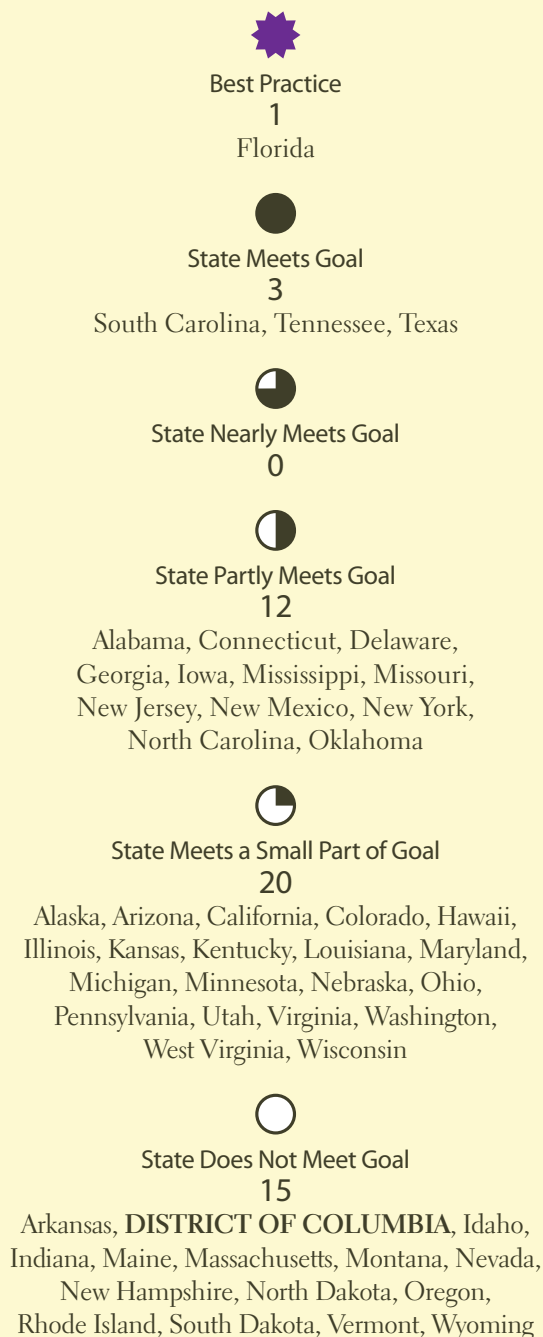 Best Practice
1
Florida
State Meets Goal
3
South Carolina, Tennessee, Texas
State Nearly Meets Goal
0
State Partly Meets Goal
12
Alabama, Connecticut, Delaware,
Georgia, Iowa, Mississippi, Missouri,
New Jersey, New Mexico, New York,
North Carolina, Oklahoma
State Meets a Small Part of Goal
20
Alaska, Arizona, California, Colorado, Hawaii,
Illinois, Kansas, Kentucky, Louisiana, Maryland,
Michigan, Minnesota, Nebraska, Ohio,
Pennsylvania, Utah, Virginia, Washington,
West Virginia, Wisconsin
State Does Not Meet Goal
15
Arkansas, DISTRICT OF COLUMBIA, Idaho,
Indiana, Maine, Massachusetts, Montana, Nevada,
New Hampshire, North Dakota, Oregon,
Rhode Island, South Dakota, Vermont, Wyoming